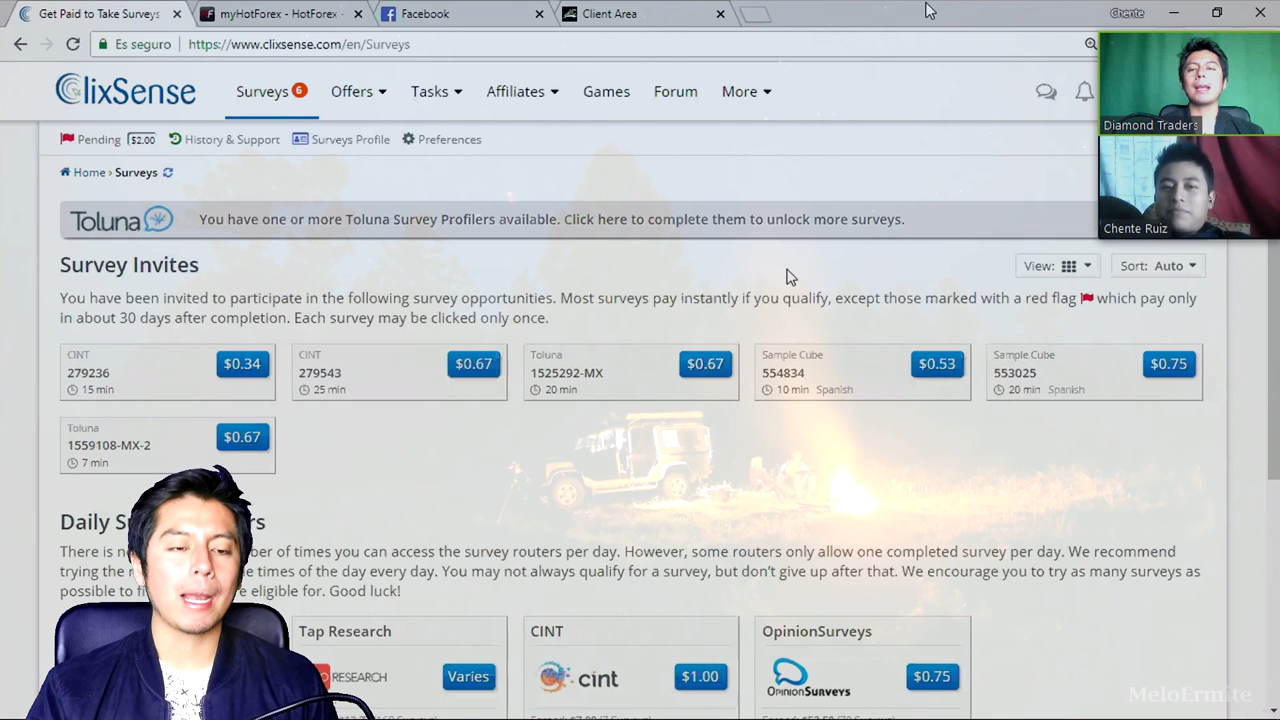 Get Paid to Take Surveys
myHotForex - HotForex
Facebook
Client Area
Chente
Es seguro
https://www.clixsense.com/en/Surveys
ClixSense
Surveys 6
Offers
Tasks
Affiliates
Games
Forum
More
Diamond Traders
Pending $2.00
History & Support
Surveys Profile
Preferences
Home › Surveys
Toluna
You have one or more Toluna Survey Profilers available. Click here to complete them to unlock more surveys.
Chente Ruiz
Survey Invites
View:
Sort: Auto
You have been invited to participate in the following survey opportunities. Most surveys pay instantly if you qualify, except those marked with a red flag which pay only
in about 30 days after completion. Each survey may be clicked only once.
CINT
279236
15 min
$0.34
CINT
279543
25 min
$0.67
Toluna
1525292-MX
20 min
$0.67
Sample Cube
554834
10 min Spanish
$0.53
Sample Cube
553025
20 min Spanish
$0.75
Toluna
1559108-MX-2
7 min
$0.67
Daily
There is number of times you can access the survey routers per day. However, some routers only allow one completed survey per day. We recommend
trying the times of the day every day. You may not always qualify for a survey, but don't give up after that. We encourage you to try as many surveys as
possible to eligible for. Good luck!
Tap Research
RESEARCH
Varies
CINT
cint
$1.00
OpinionSurveys
OPINIONSURVEYS
$0.75
MeloErmite